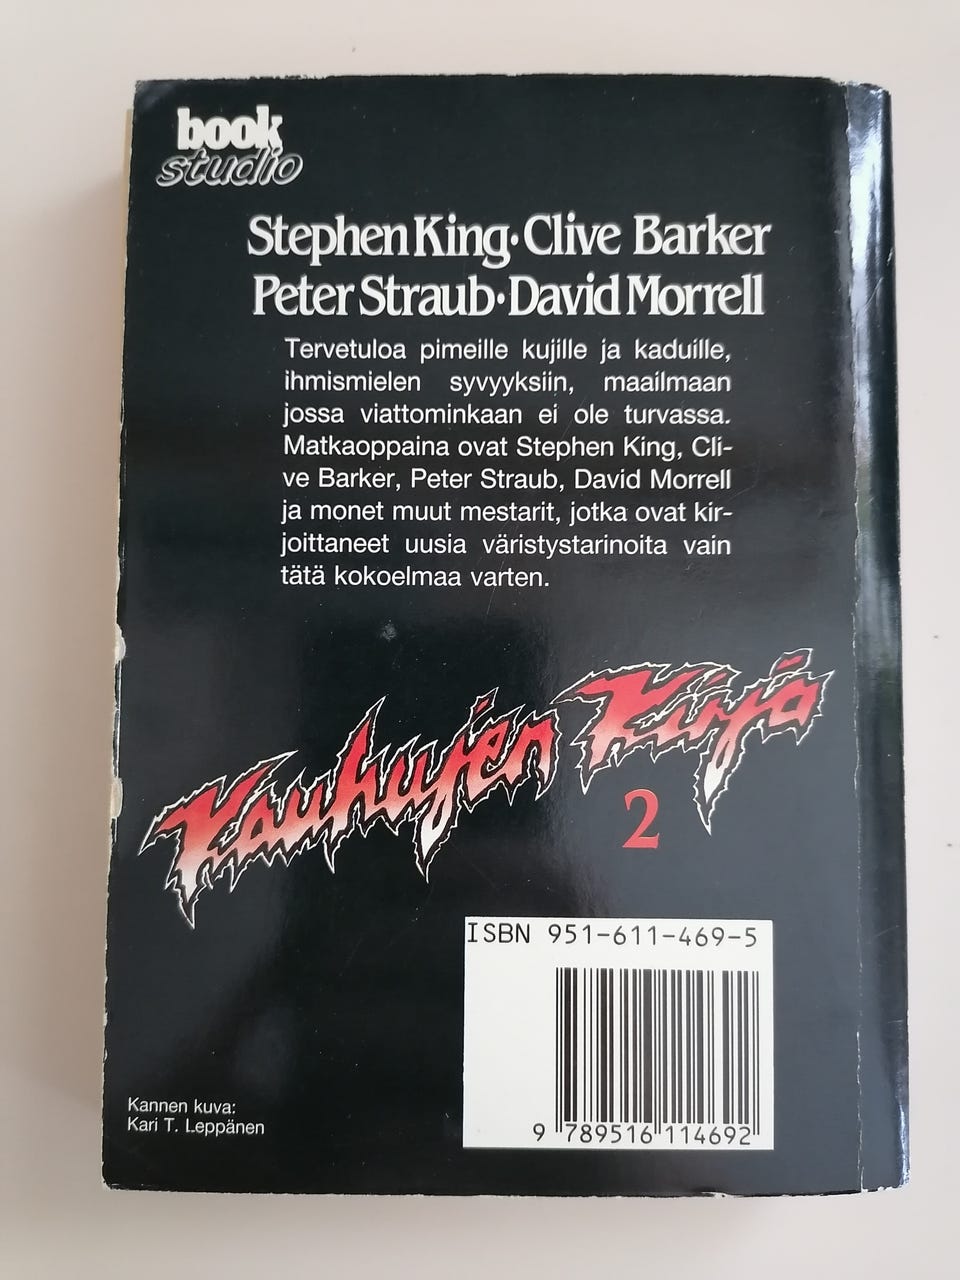 book
studio
Stephen King • Clive Barker
Peter Straub • David Morrell
Tervetuloa pimeille kujille ja kaduille,
ihmismielen syvyyksiin, maailmaan
jossa viattominkaan ei ole turvassa.
Matkaoppaina ovat Stephen King, Cli-
ve Barker, Peter Straub, David Morrell
ja monet muut mestarit, jotka ovat kir-
joittaneet uusia väristystarinoita vain
tätä kokoelmaa varten.
Kauhujen Kirja
2
ISBN 951-611-469-5
9 789516 114692
Kannen kuva:
Kari T. Leppänen